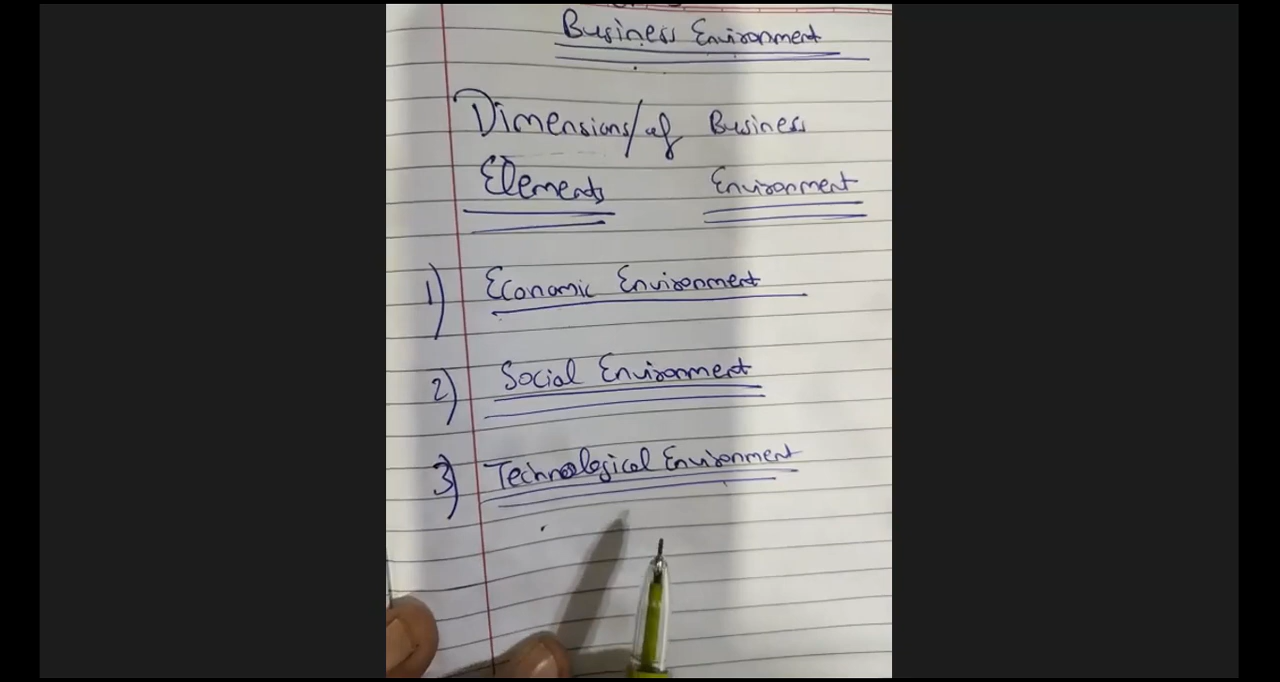 Business Environment
Dimensions/of Business
Elements Environment
1) Economic Environment
2) Social Environment
3) Technological Environment